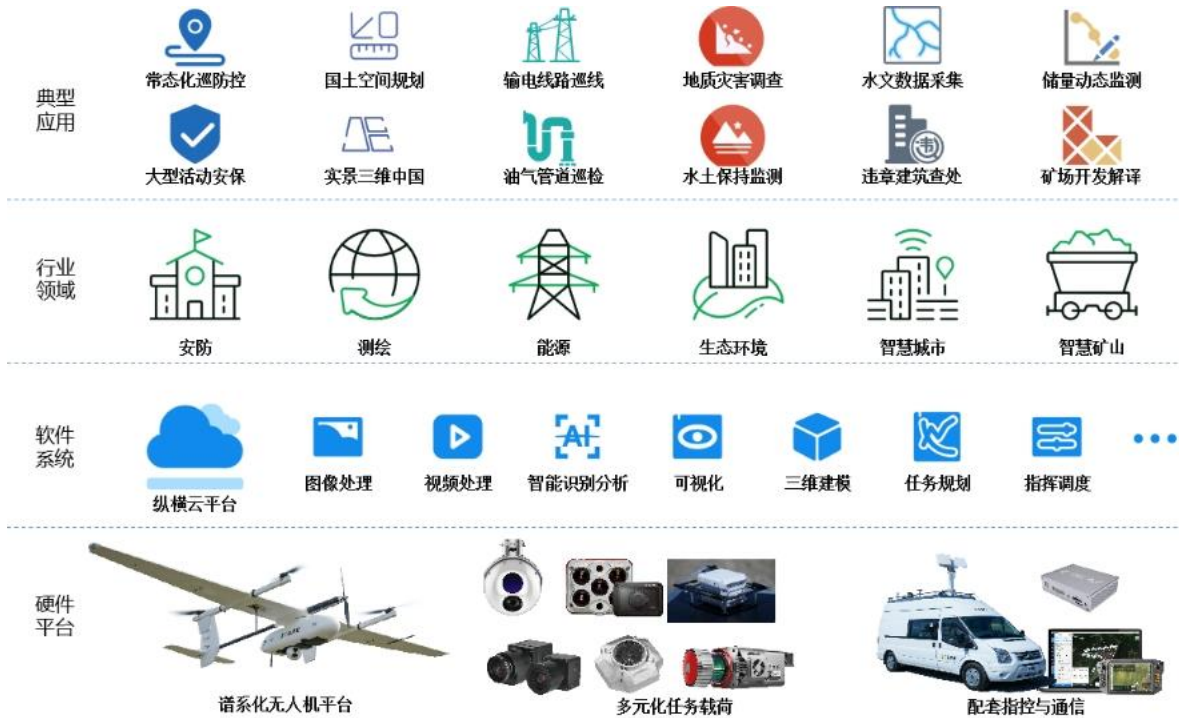 典型
应用
常态化巡防控
国土空间规划
输电线路巡线
地质灾害调查
水文数据采集
储量动态监测
大型活动安保
实景三维中国
油气管道巡检
水土保持监测
违
违章建筑查处
矿场开发解译
行业
领域
安防
测绘
能源
生态环境
智慧城市
智慧矿山
软件
系统
AI
纵横云平台
图像处理
视频处理
智能识别分析
可视化
三维建模
任务规划
指挥调度
硬件
平台
谱系化无人机平台
多元化任务载荷
配套指控与通信